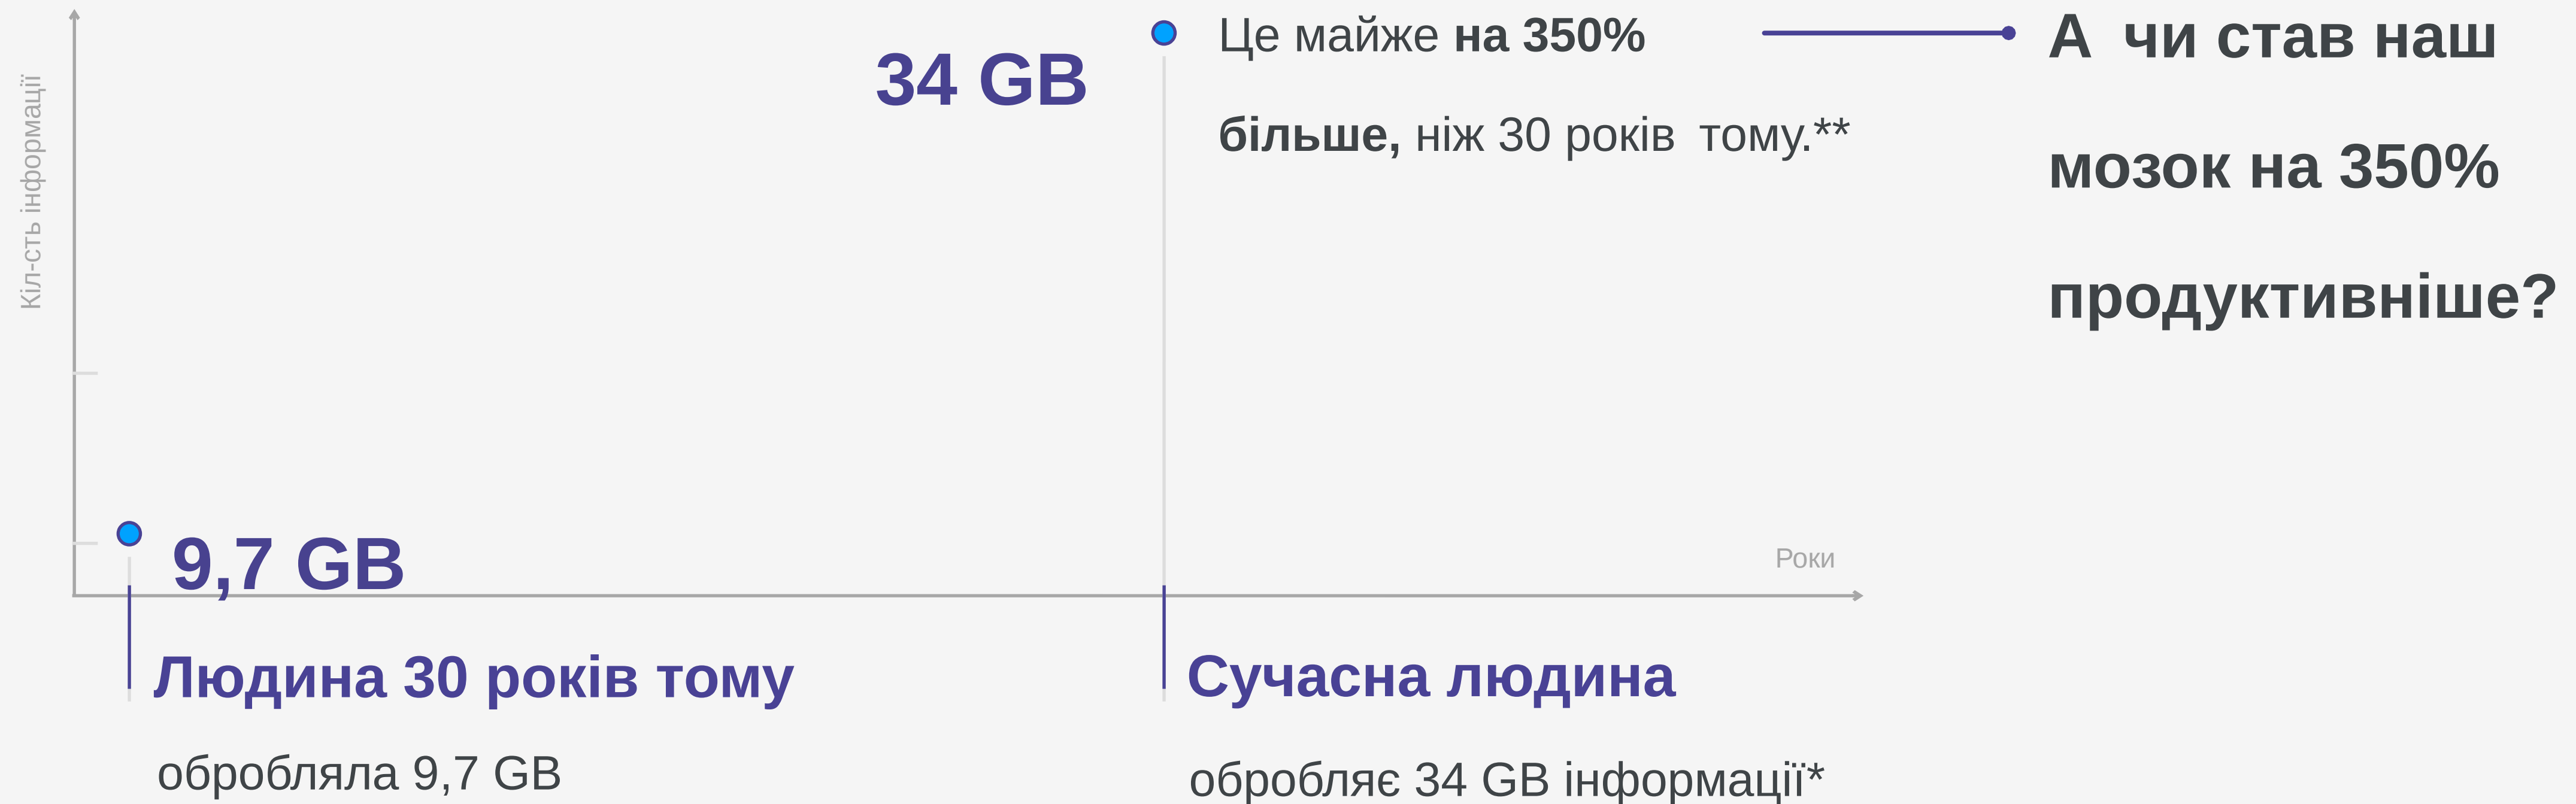 Кіл-сть інформації
34 GB
Це майже на 350%
більше, ніж 30 років тому.**
А чи став наш
мозок на 350%
продуктивніше?
9,7 GB
Роки
Людина 30 років тому
обробляла 9,7 GB
Сучасна людина
обробляє 34 GB інформації*